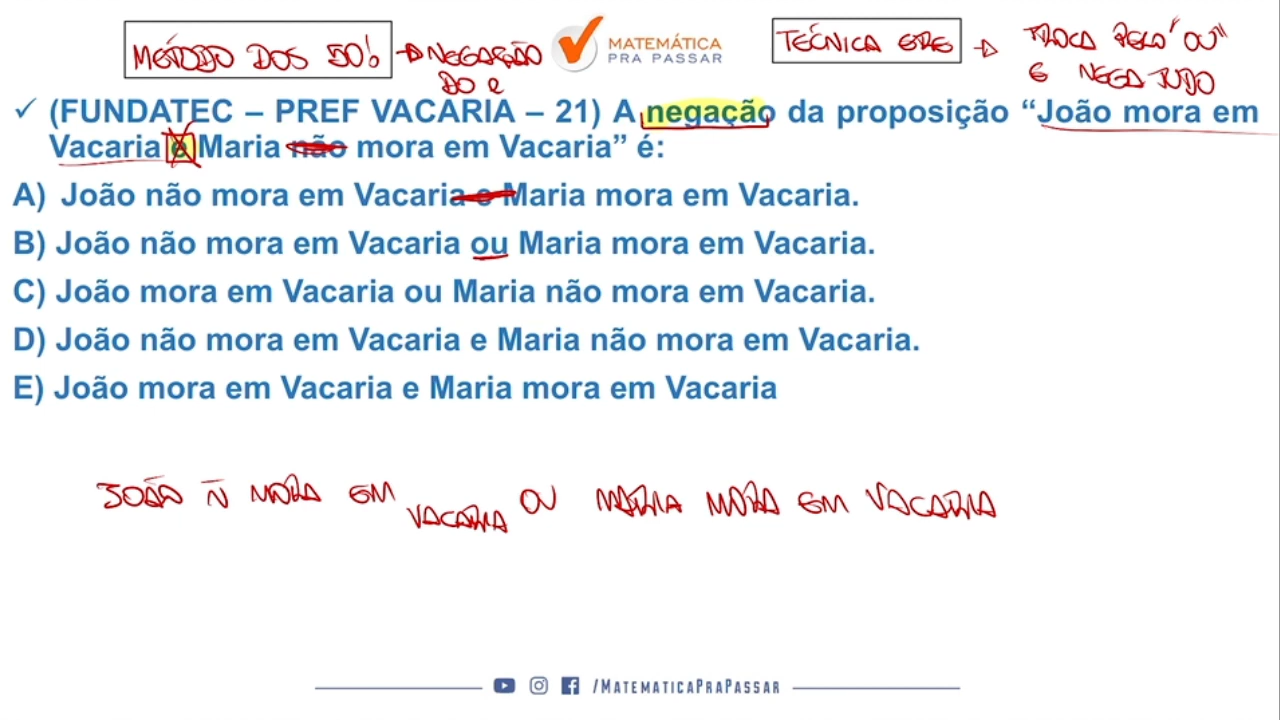 MÉTODO DOS 50! → NEGAÇÃO DO e
MATEMÁTICA
PRA PASSAR
TÉCNICA → TROCA PELO "OU"
E NEGA TUDO
✓ (FUNDATEC – PREF VACARIA – 21) A negação da proposição “João mora em
Vacaria e Maria não mora em Vacaria” é:
A) João não mora em Vacaria e Maria mora em Vacaria.
B) João não mora em Vacaria ou Maria mora em Vacaria.
C) João mora em Vacaria ou Maria não mora em Vacaria.
D) João não mora em Vacaria e Maria não mora em Vacaria.
E) João mora em Vacaria e Maria mora em Vacaria
JOÃO Ñ MORA EM VACARIA OU MARIA MORA EM VACARIA
/MATEMATICAPRAPASSAR